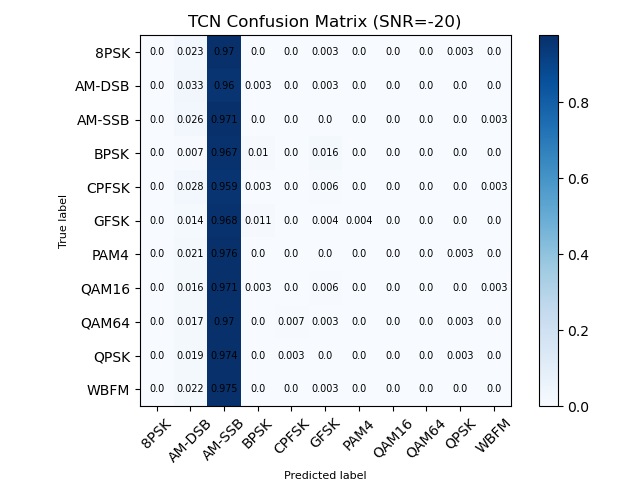 TCN Confusion Matrix (SNR=-20)
8PSK 0.0 0.023 0.97 0.0 0.0 0.003 0.0 0.0 0.0 0.003 0.0
AM-DSB 0.0 0.033 0.96 0.003 0.0 0.003 0.0 0.0 0.0 0.0 0.0
AM-SSB 0.0 0.026 0.971 0.0 0.0 0.0 0.0 0.0 0.0 0.0 0.003
BPSK 0.0 0.007 0.967 0.01 0.0 0.016 0.0 0.0 0.0 0.0 0.0
CPFSK 0.0 0.028 0.959 0.003 0.0 0.006 0.0 0.0 0.0 0.0 0.003
GFSK 0.0 0.014 0.968 0.011 0.0 0.004 0.004 0.0 0.0 0.0 0.0
PAM4 0.0 0.021 0.976 0.0 0.0 0.0 0.0 0.0 0.0 0.003 0.0
QAM16 0.0 0.016 0.971 0.003 0.0 0.006 0.0 0.0 0.0 0.0 0.003
QAM64 0.0 0.017 0.97 0.0 0.007 0.003 0.0 0.0 0.0 0.003 0.0
QPSK 0.0 0.019 0.974 0.0 0.003 0.0 0.0 0.0 0.0 0.003 0.0
WBFM 0.0 0.022 0.975 0.0 0.0 0.003 0.0 0.0 0.0 0.0 0.0
8PSK AM-DSB AM-SSB BPSK CPFSK GFSK PAM4 QAM16 QAM64 QPSK WBFM
True label
Predicted label
0.8
0.6
0.4
0.2
0.0